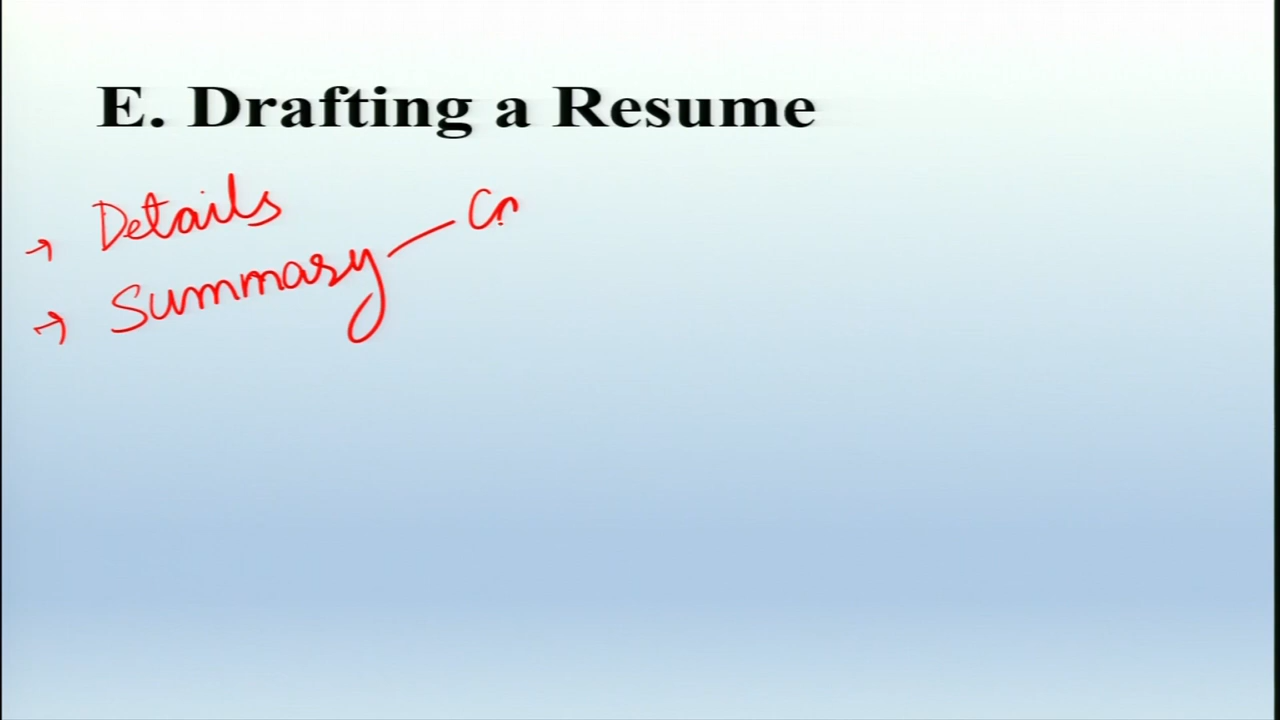 E. Drafting a Resume
→ Details
→ Summary —